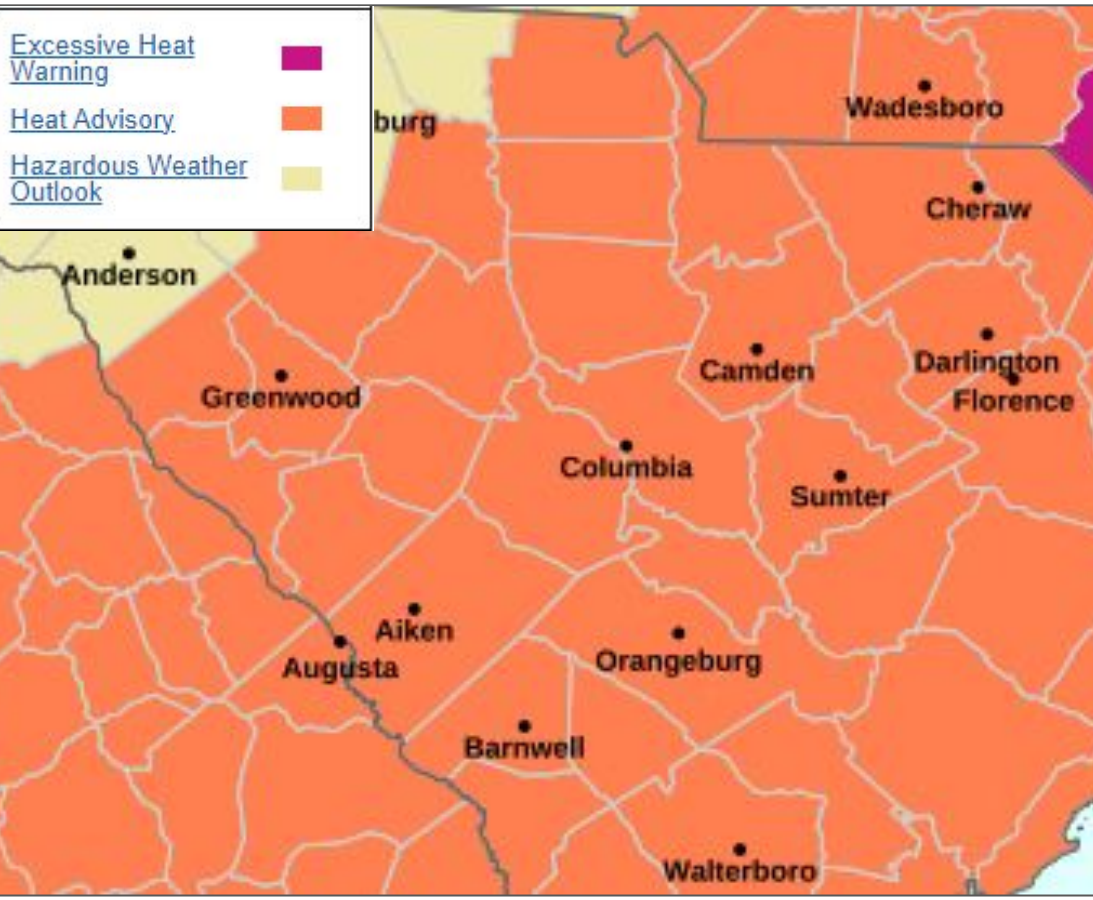 Excessive Heat
Warning
Heat Advisory
Hazardous Weather
Outlook
burg
Wadesboro
Cheraw
Anderson
Darlington
Camden
Greenwood
Florence
Columbia
Sumter
Aiken
Augusta
Orangeburg
Barnwell
Walterboro